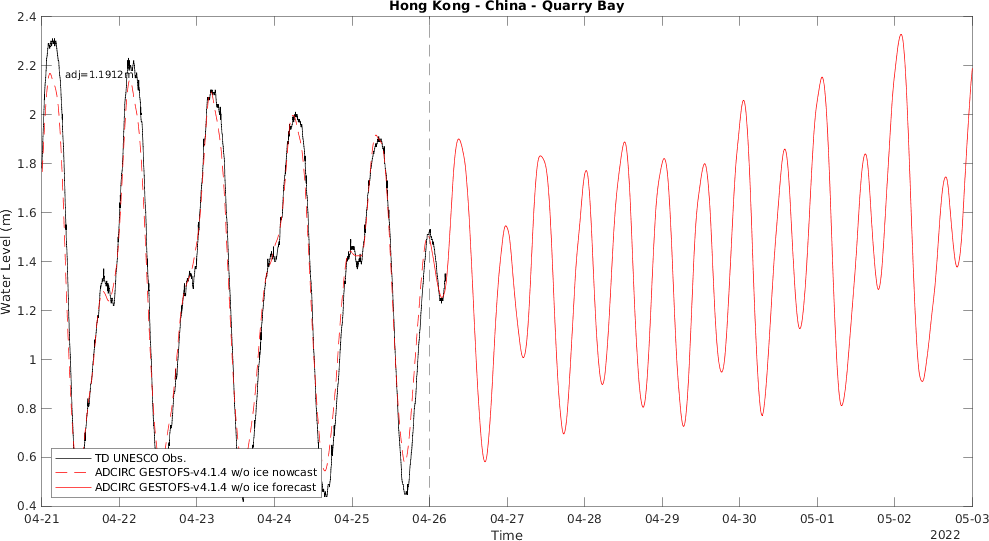 Hong Kong - China - Quarry Bay
2.4
2.2
2
1.8
1.6
1.4
1.2
1
0.8
0.6
0.4
Water Level (m)
adj=1.1912 m
TD UNESCO Obs.
ADCIRC GESTOFS-v4.1.4 w/o ice nowcast
ADCIRC GESTOFS-v4.1.4 w/o ice forecast
04-21 04-22 04-23 04-24 04-25 04-26 04-27 04-28 04-29 04-30 05-01 05-02 05-03
Time
2022